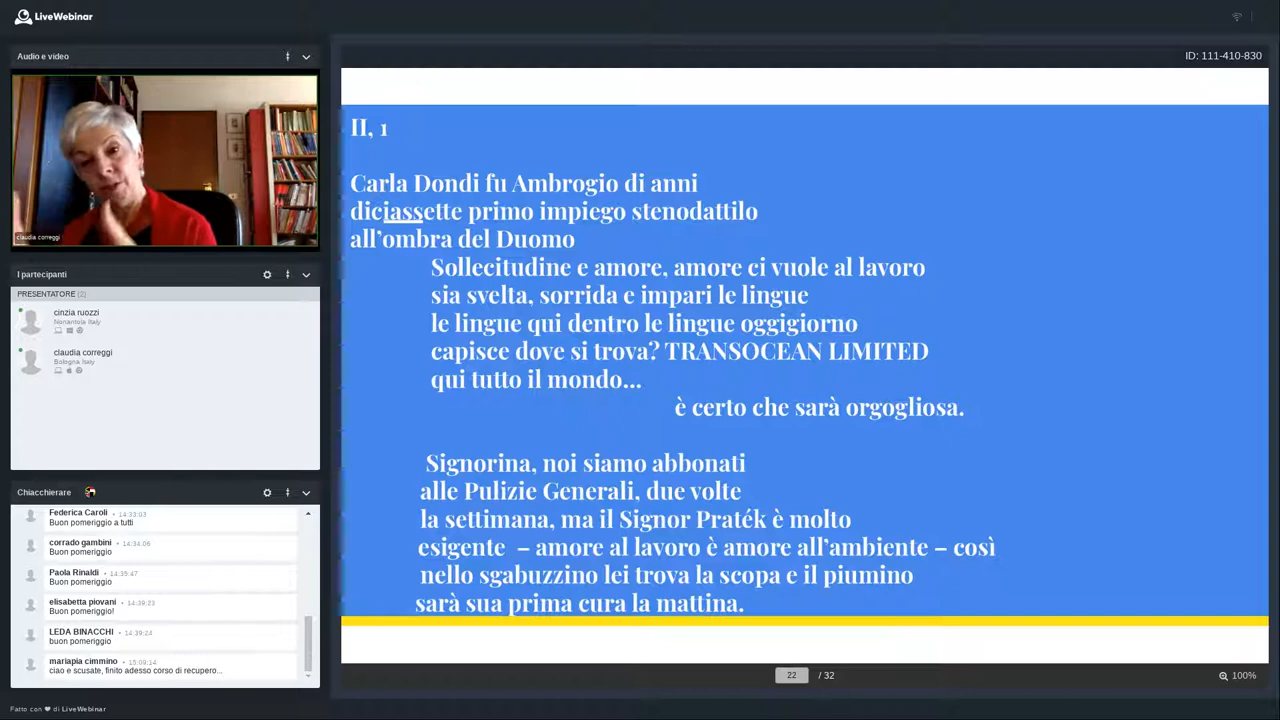 LiveWebinar
ID: 111-410-830
Audio e video
claudia correggi
I partecipanti
PRESENTATORE (2)
cinzia ruozzi
Nonantola Italy
claudia correggi
Bologna Italy
Chiacchierare
Federica Caroli • 14:33:03
Buon pomeriggio a tutti
corrado gambini • 14:34:06
Buon pomeriggio
Paola Rinaldi • 14:35:47
Buon pomeriggio
elisabetta piovani • 14:39:23
Buon pomeriggio!
LEDA BINACCHI • 14:39:24
buon pomeriggio
mariapia cimmino • 15:09:14
ciao e scusate, finito adesso corso di recupero...
Fatto con ❤ di LiveWebinar
II, 1
Carla Dondi fu Ambrogio di anni
diciassette primo impiego stenodattilo
all’ombra del Duomo
Sollecitudine e amore, amore ci vuole al lavoro
sia svelta, sorrida e impari le lingue
le lingue qui dentro le lingue oggigiorno
capisce dove si trova? TRANSOCEAN LIMITED
qui tutto il mondo...
è certo che sarà orgogliosa.
Signorina, noi siamo abbonati
alle Pulizie Generali, due volte
la settimana, ma il Signor Praték è molto
esigente – amore al lavoro è amore all’ambiente – così
nello sgabuzzino lei trova la scopa e il piumino
sarà sua prima cura la mattina.
22 / 32
100%